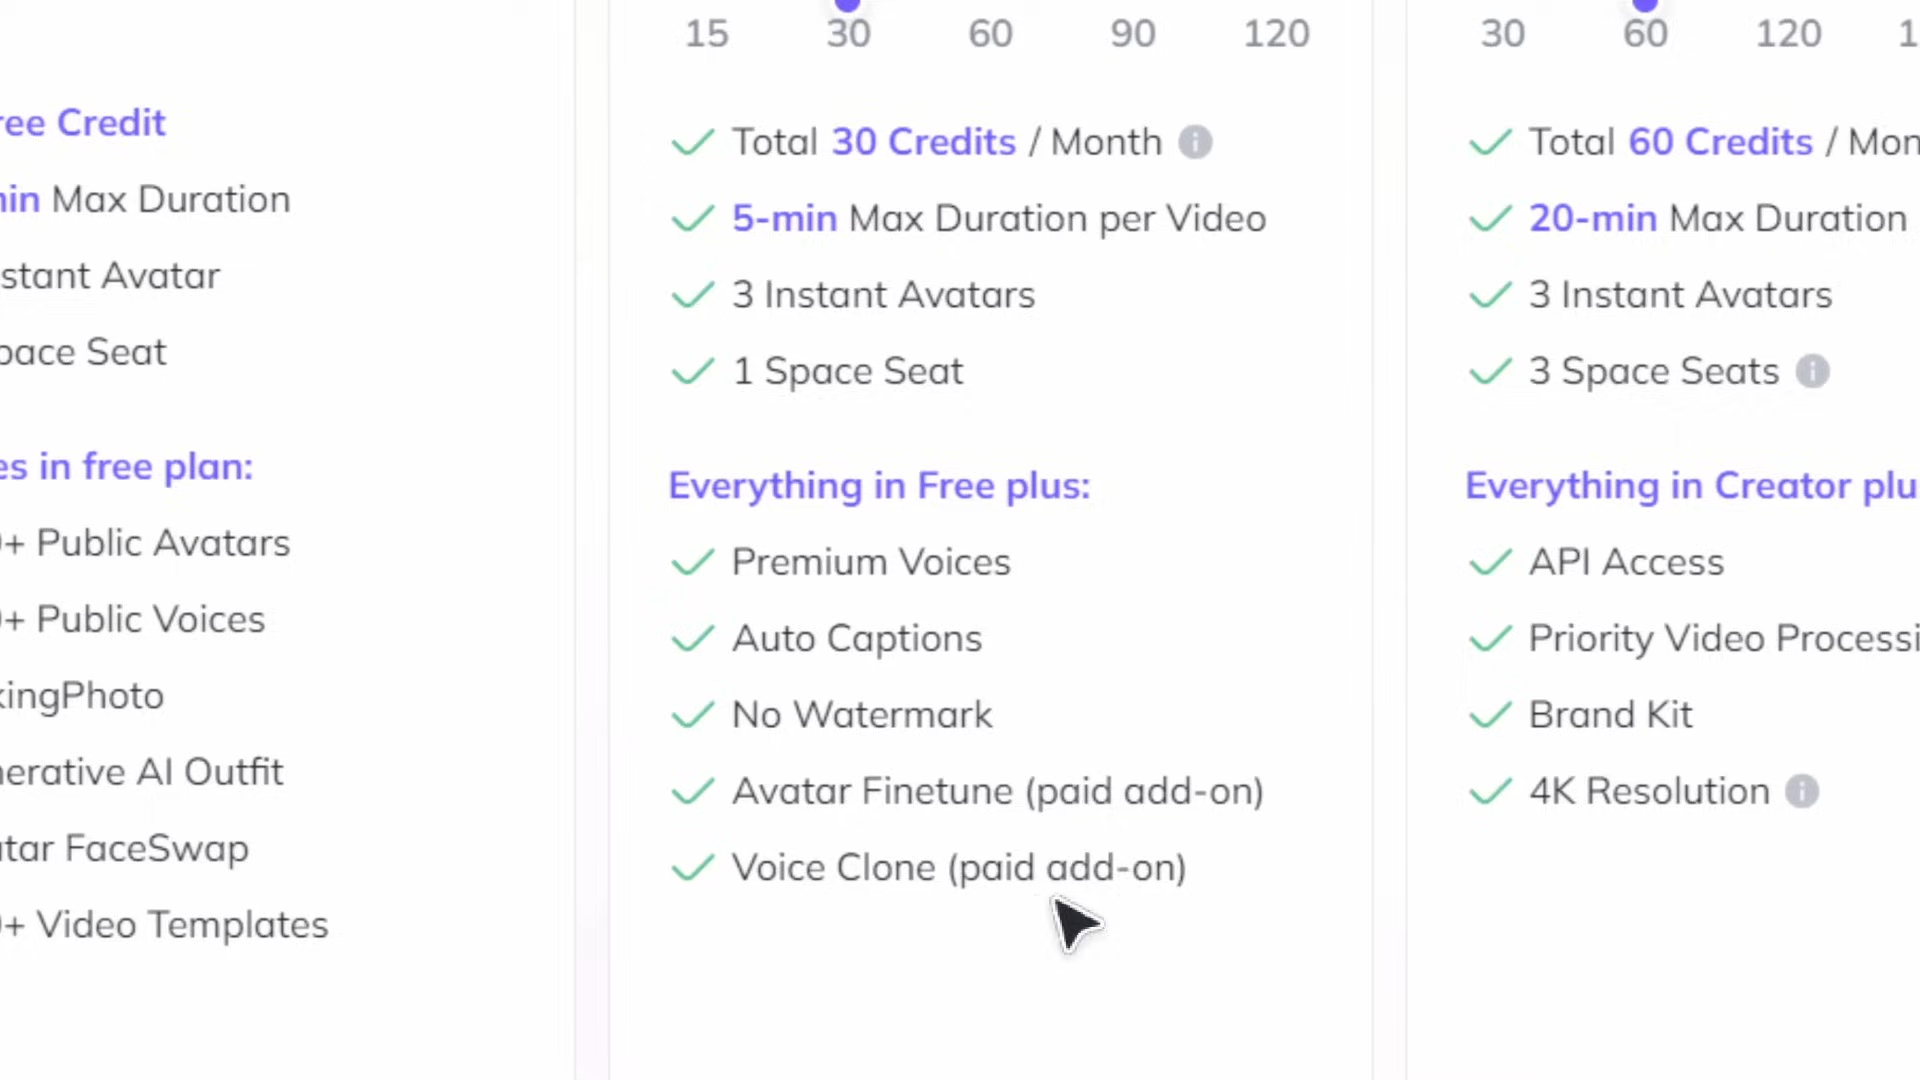 ree Credit
min Max Duration
stant Avatar
pace Seat
es in free plan:
+ Public Avatars
+ Public Voices
kingPhoto
nerative AI Outfit
tar FaceSwap
+ Video Templates
15 30 60 90 120
Total 30 Credits / Month
5-min Max Duration per Video
3 Instant Avatars
1 Space Seat
Everything in Free plus:
Premium Voices
Auto Captions
No Watermark
Avatar Finetune (paid add-on)
Voice Clone (paid add-on)
30 60 120 1
Total 60 Credits / Mon
20-min Max Duration
3 Instant Avatars
3 Space Seats
Everything in Creator plu
API Access
Priority Video Processi
Brand Kit
4K Resolution